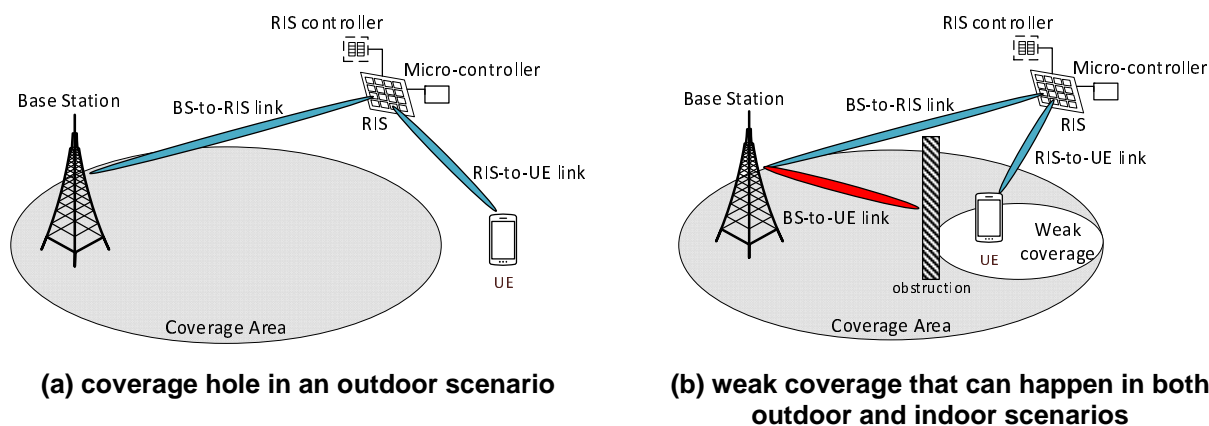 RIS controller
Micro-controller
Base Station
BS-to-RIS link
RIS
RIS-to-UE link
UE
Coverage Area
(a) coverage hole in an outdoor scenario
RIS controller
Micro-controller
Base Station
BS-to-RIS link
RIS
RIS-to-UE link
BS-to-UE link
Weak
coverage
UE
obstruction
Coverage Area
(b) weak coverage that can happen in both
outdoor and indoor scenarios